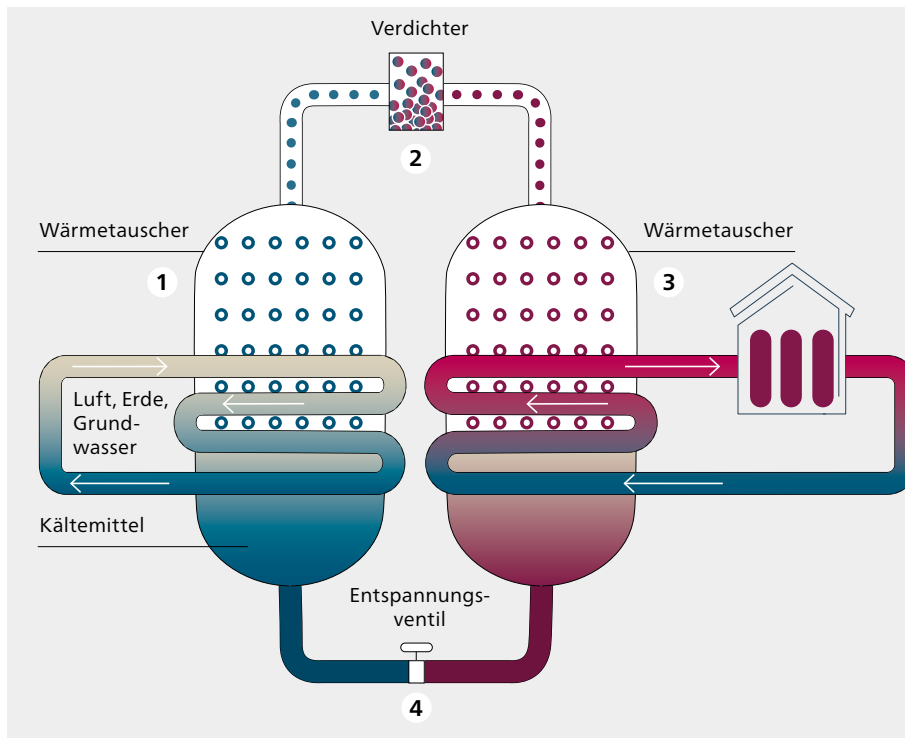 Verdichter
2
Wärmetauscher
1
Wärmetauscher
3
Luft, Erde,
Grund-
wasser
Kältemittel
Entspannungs-
ventil
4